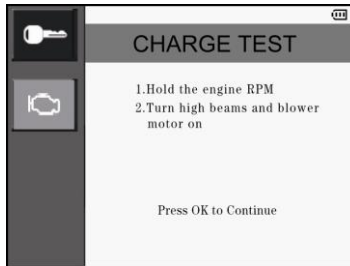 CHARGE TEST
1.Hold the engine RPM
2.Turn high beams and blower
motor on
Press OK to Continue